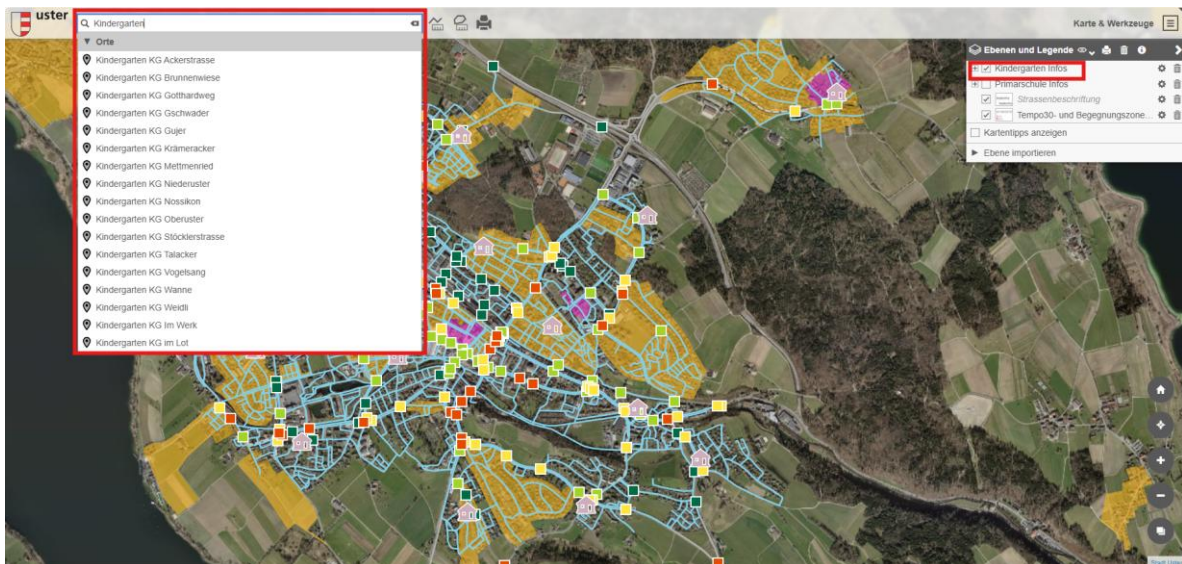 uster
Kindergarten
Karte & Werkzeuge
Orte
Kindergarten KG Ackerstrasse
Kindergarten KG Brunnenwiese
Kindergarten KG Gotthardweg
Kindergarten KG Gschwader
Kindergarten KG Gujer
Kindergarten KG Krämeracker
Kindergarten KG Mettmenried
Kindergarten KG Niederuster
Kindergarten KG Nossikon
Kindergarten KG Oberuster
Kindergarten KG Stöcklerstrasse
Kindergarten KG Talacker
Kindergarten KG Vogelsang
Kindergarten KG Wanne
Kindergarten KG Weidli
Kindergarten KG Im Werk
Kindergarten KG im Lot
Ebenen und Legende
Kindergarten Infos
Primarschule Infos
Strassenbeschriftung
Tempo30- und Begegnungszone...
Kartentipps anzeigen
Ebene importieren